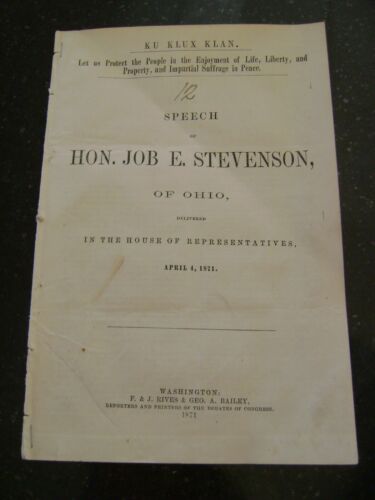 KU KLUX KLAN.
Let us Protect the People in the Enjoyment of Life, Liberty, and
Property, and Impartial Suffrage in Peace.
12
SPEECH
OF
HON. JOB E. STEVENSON,
OF OHIO,
DELIVERED
IN THE HOUSE OF REPRESENTATIVES,
APRIL 4, 1871.
WASHINGTON:
F. & J. RIVES & GEO. A. BAILEY,
REPORTERS AND PRINTERS OF THE DEBATES OF CONGRESS.
1871